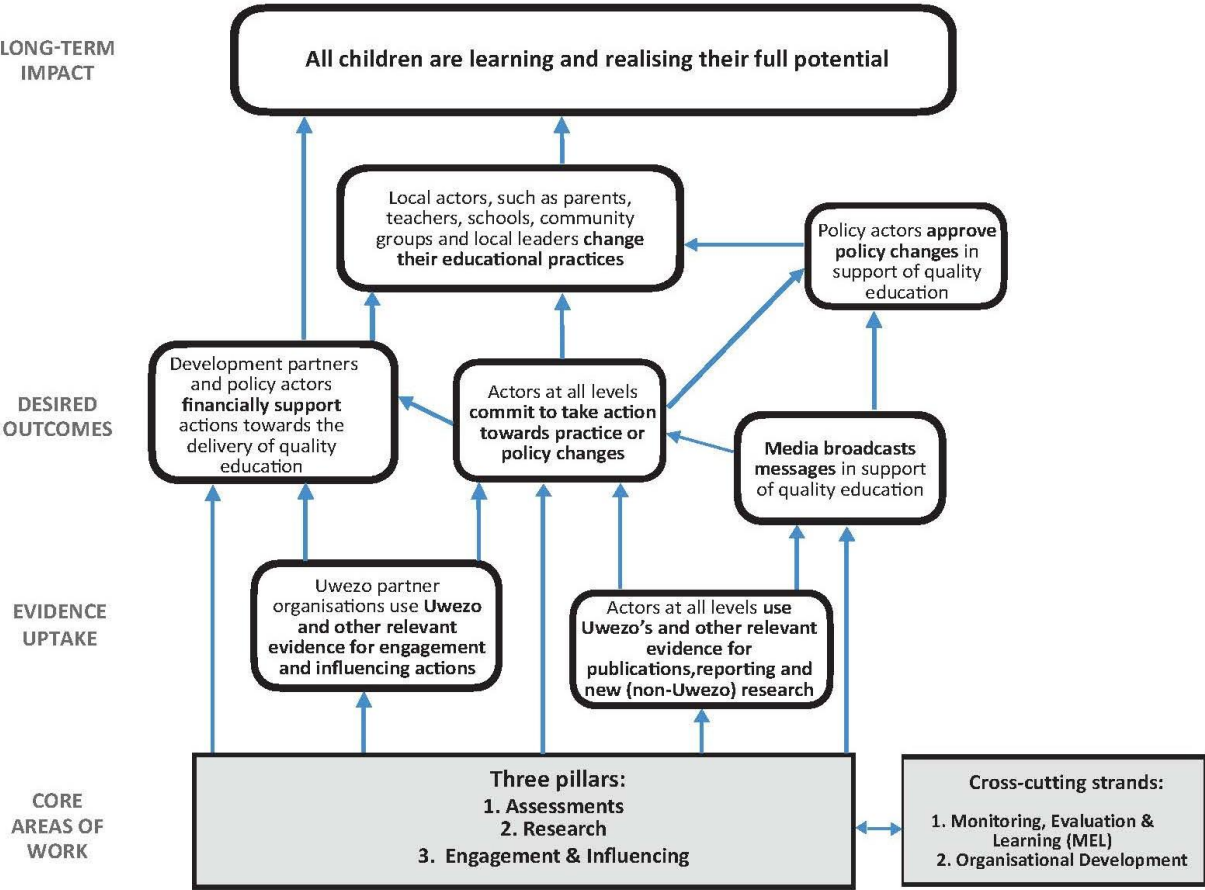 LONG-TERM
IMPACT
All children are learning and realising their full potential
Local actors, such as parents,
teachers, schools, community
groups and local leaders change
their educational practices
Policy actors approve
policy changes in
support of quality
education
DESIRED
OUTCOMES
Development partners
and policy actors
financially support
actions towards the
delivery of quality
education
Actors at all levels
commit to take action
towards practice or
policy changes
Media broadcasts
messages in support
of quality education
EVIDENCE
UPTAKE
Uwezo partner
organisations use Uwezo
and other relevant
evidence for engagement
and influencing actions
Actors at all levels use
Uwezo's and other relevant
evidence for
publications,reporting and
new (non-Uwezo) research
CORE
AREAS OF
WORK
Three pillars:
1. Assessments
2. Research
3. Engagement & Influencing
Cross-cutting strands:
1. Monitoring, Evaluation &
Learning (MEL)
2. Organisational Development